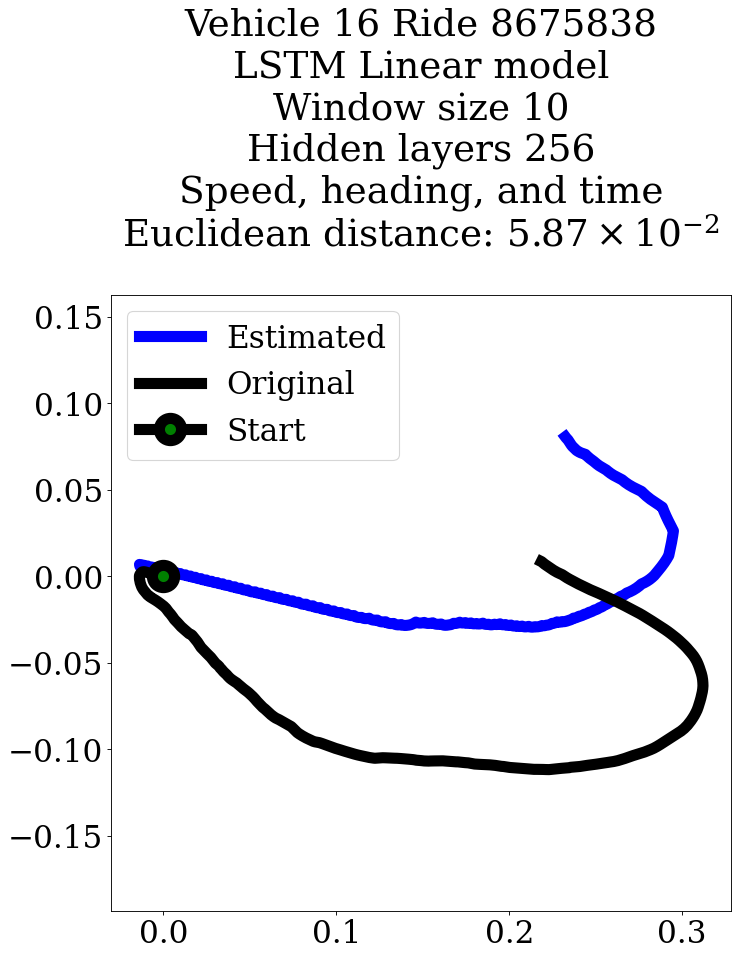 Vehicle 16 Ride 8675838
LSTM Linear model
Window size 10
Hidden layers 256
Speed, heading, and time
Euclidean distance: 5.87 × 10⁻²
Estimated
Original
Start
0.15
0.10
0.05
0.00
−0.05
−0.10
−0.15
0.0 0.1 0.2 0.3